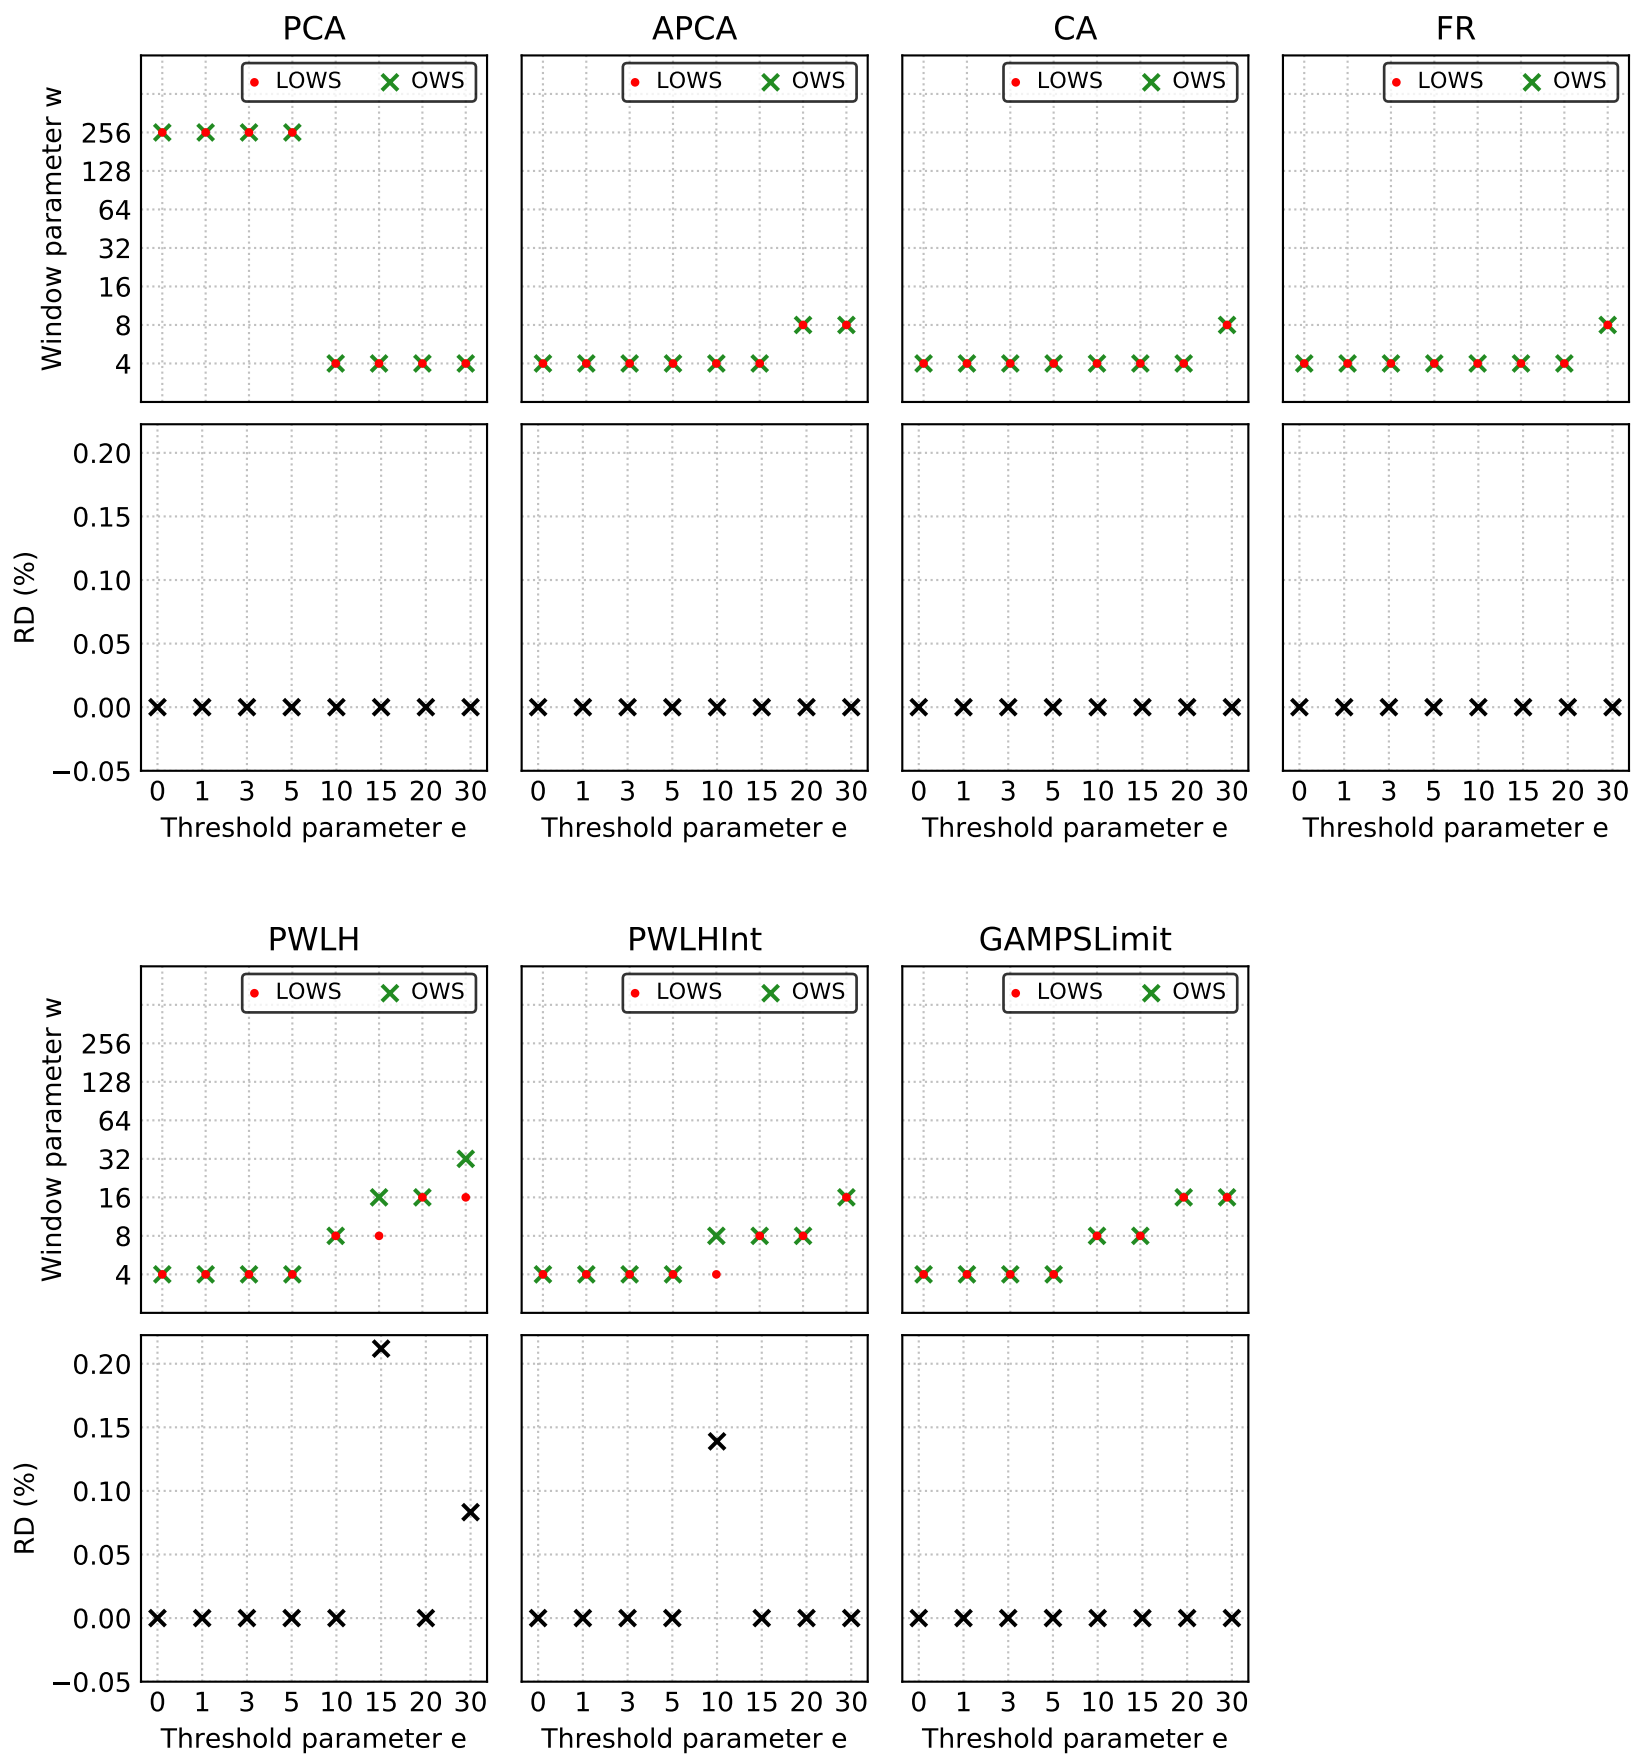 PCA APCA CA FR
LOWS OWS LOWS OWS LOWS OWS LOWS OWS
Window parameter w
256
128
64
32
16
8
4
RD (%)
0.20
0.15
0.10
0.05
0.00
−0.05
0 1 3 5 10 15 20 30 0 1 3 5 10 15 20 30 0 1 3 5 10 15 20 30 0 1 3 5 10 15 20 30
Threshold parameter e Threshold parameter e Threshold parameter e Threshold parameter e
PWLH PWLHInt GAMPSLimit
LOWS OWS LOWS OWS LOWS OWS
Window parameter w
256
128
64
32
16
8
4
RD (%)
0.20
0.15
0.10
0.05
0.00
−0.05
0 1 3 5 10 15 20 30 0 1 3 5 10 15 20 30 0 1 3 5 10 15 20 30
Threshold parameter e Threshold parameter e Threshold parameter e